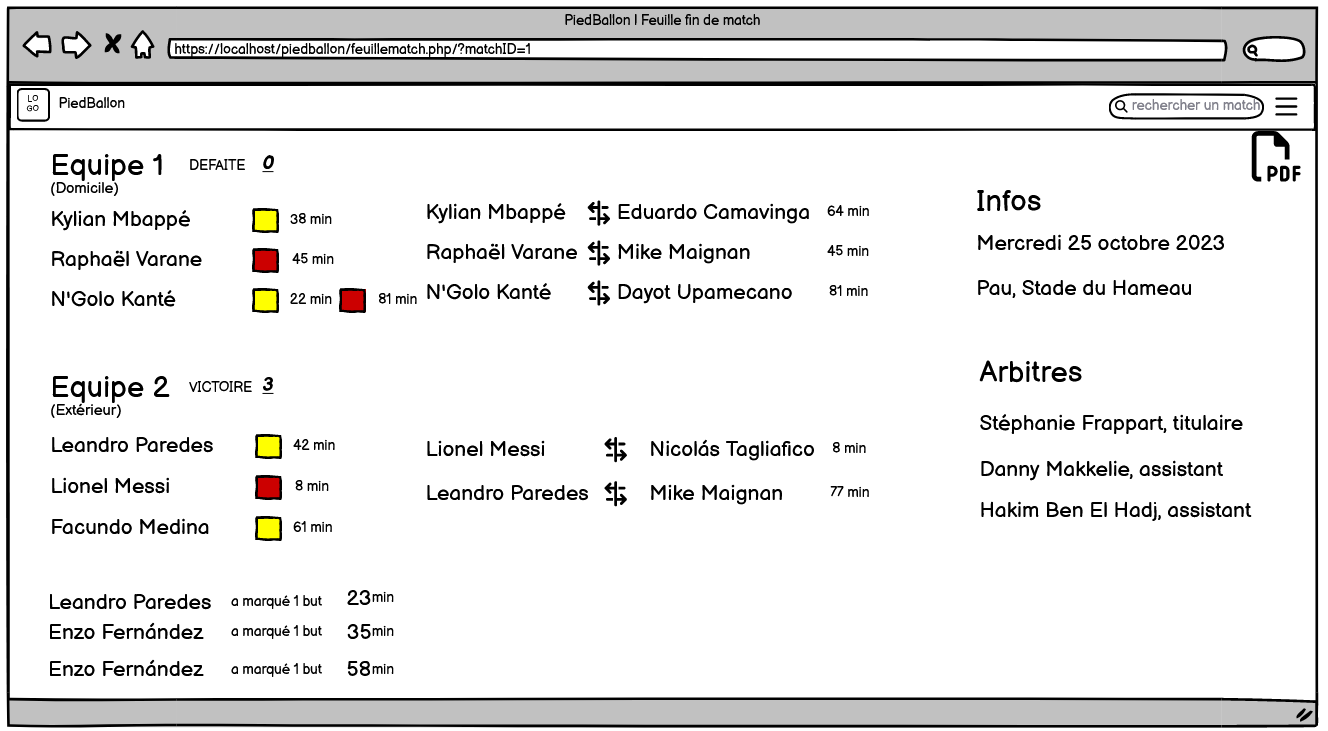 PiedBallon | Feuille fin de match
https://localhost/piedballon/feuillematch.php/?matchID=1
LO
GO
PiedBallon
rechercher un match
PDF
Equipe 1 DEFAITE 0
(Domicile)
Kylian Mbappé 38 min
Raphaël Varane 45 min
N'Golo Kanté 22 min 81 min
Kylian Mbappé Eduardo Camavinga 64 min
Raphaël Varane Mike Maignan 45 min
N'Golo Kanté Dayot Upamecano 81 min
Infos
Mercredi 25 octobre 2023
Pau, Stade du Hameau
Equipe 2 VICTOIRE 3
(Extérieur)
Leandro Paredes 42 min
Lionel Messi 8 min
Facundo Medina 61 min
Lionel Messi Nicolás Tagliafico 8 min
Leandro Paredes Mike Maignan 77 min
Arbitres
Stéphanie Frappart, titulaire
Danny Makkelie, assistant
Hakim Ben El Hadj, assistant
Leandro Paredes a marqué 1 but 23 min
Enzo Fernández a marqué 1 but 35 min
Enzo Fernández a marqué 1 but 58 min